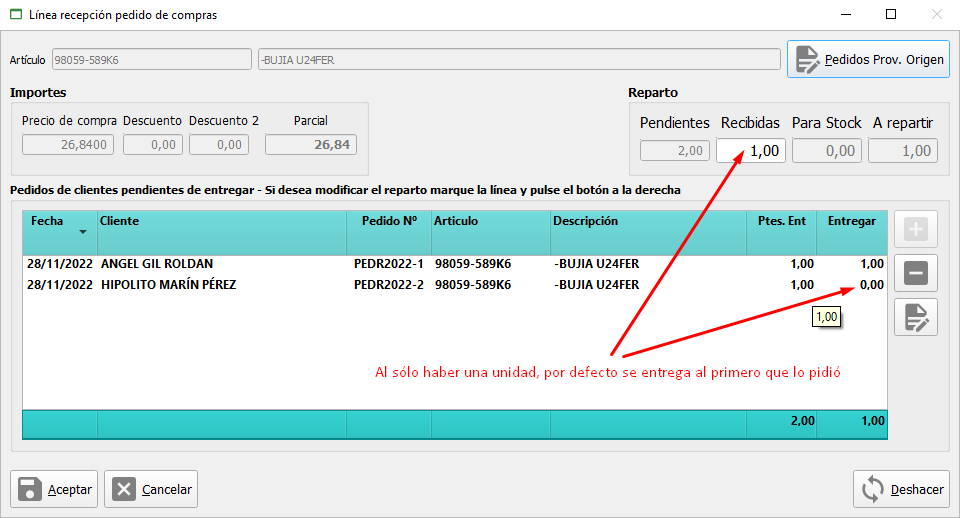 Línea recepción pedido de compras
Artículo 98059-589K6 -BUJIA U24FER Pedidos Prov. Origen
Importes Reparto
Precio de compra Descuento Descuento 2 Parcial Pendientes Recibidas Para Stock A repartir
26,8400 0,00 0,00 26,84 2,00 1,00 0,00 1,00
Pedidos de clientes pendientes de entregar - Si desea modificar el reparto marque la línea y pulse el botón a la derecha
Fecha Cliente Pedido Nº Articulo Descripción Ptes. Ent Entregar
28/11/2022 ANGEL GIL ROLDAN PEDR2022-1 98059-589K6 -BUJIA U24FER 1,00 1,00
28/11/2022 HIPOLITO MARÍN PÉREZ PEDR2022-2 98059-589K6 -BUJIA U24FER 1,00 0,00
1,00
Al sólo haber una unidad, por defecto se entrega al primero que lo pidió
2,00 1,00
Aceptar Cancelar Deshacer